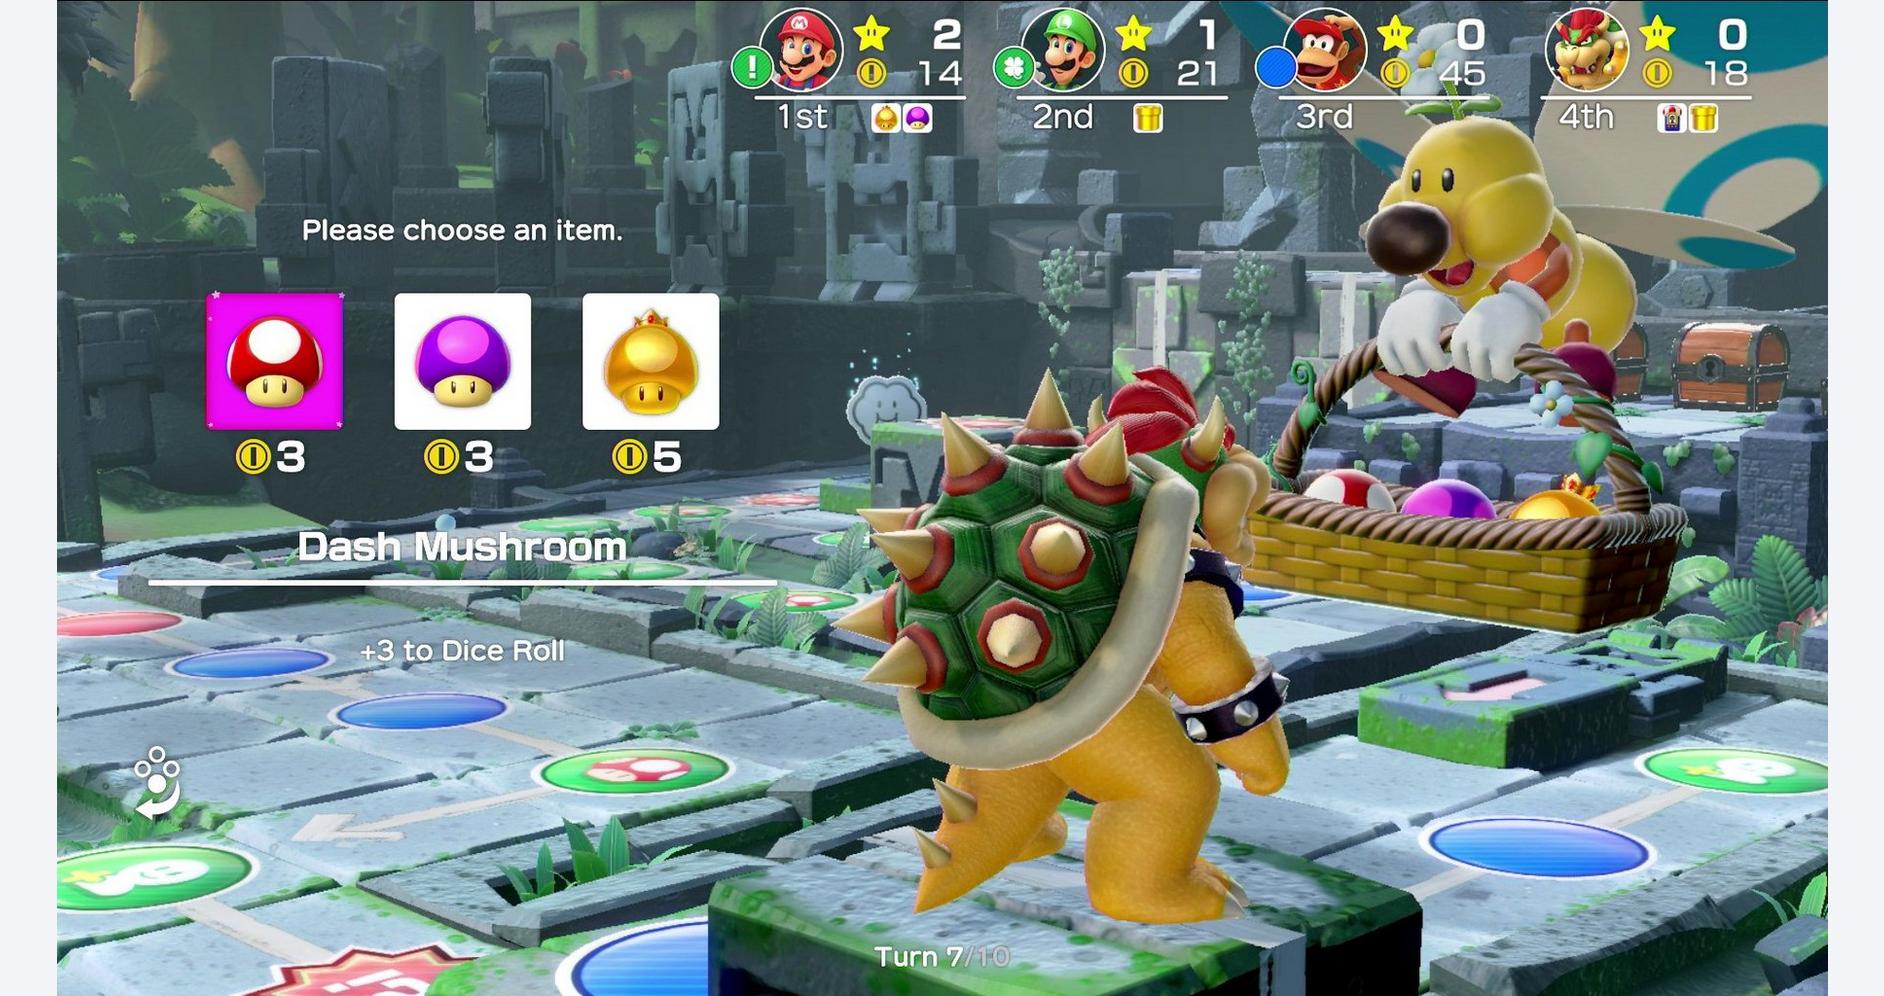 2
14
1st
1
21
2nd
0
45
3rd
0
18
4th
Please choose an item.
3
3
5
Dash Mushroom
+3 to Dice Roll
Turn 7/10